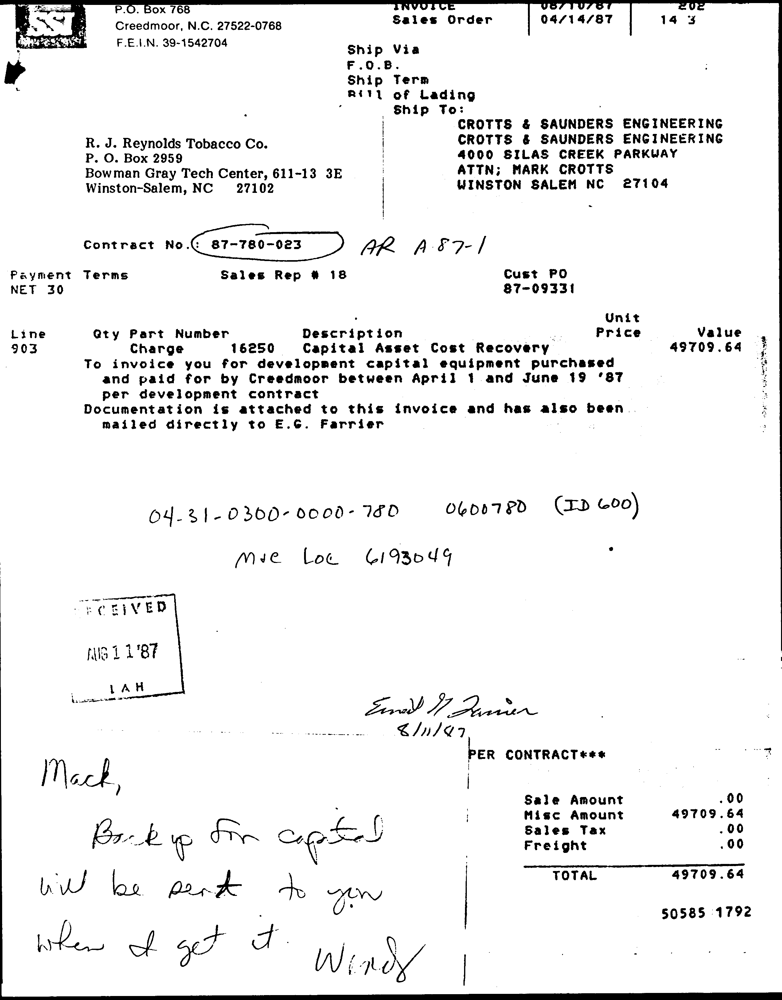 P.O. Box 768
Creedmoor, N.C. 27522-0768
F.E.I.N. 39-1542704
INVOICE 08/10/87 202
Sales Order 04/14/87 14 3
Ship Via
F.O.B.
Ship Term
Bill of Lading
Ship To:
CROTTS & SAUNDERS ENGINEERING
CROTTS & SAUNDERS ENGINEERING
4000 SILAS CREEK PARKWAY
ATTN; MARK CROTTS
WINSTON SALEM NC 27104
R. J. Reynolds Tobacco Co.
P. O. Box 2959
Bowman Gray Tech Center, 611-13 3E
Winston-Salem, NC 27102
Contract No.: 87-780-023 AR A 87-1
Payment Terms Sales Rep # 18 Cust PO
NET 30 87-09331
Unit
Line Qty Part Number Description Price Value
903 Charge 16250 Capital Asset Cost Recovery 49709.64
To invoice you for development capital equipment purchased
and paid for by Creedmoor between April 1 and June 19 '87
per development contract
Documentation is attached to this invoice and has also been
mailed directly to E.G. Farrier
04-31-0300-0000-780 0600780 (ID 600)
Mve Loc 6193049
RECEIVED
AUG 11 '87
IAH
Ernest G Farrier
8/11/87
PER CONTRACT***
Mack,
Backup for capital
will be sent to you
when I get it. Windy
Sale Amount .00
Misc Amount 49709.64
Sales Tax .00
Freight .00
TOTAL 49709.64
50585 1792